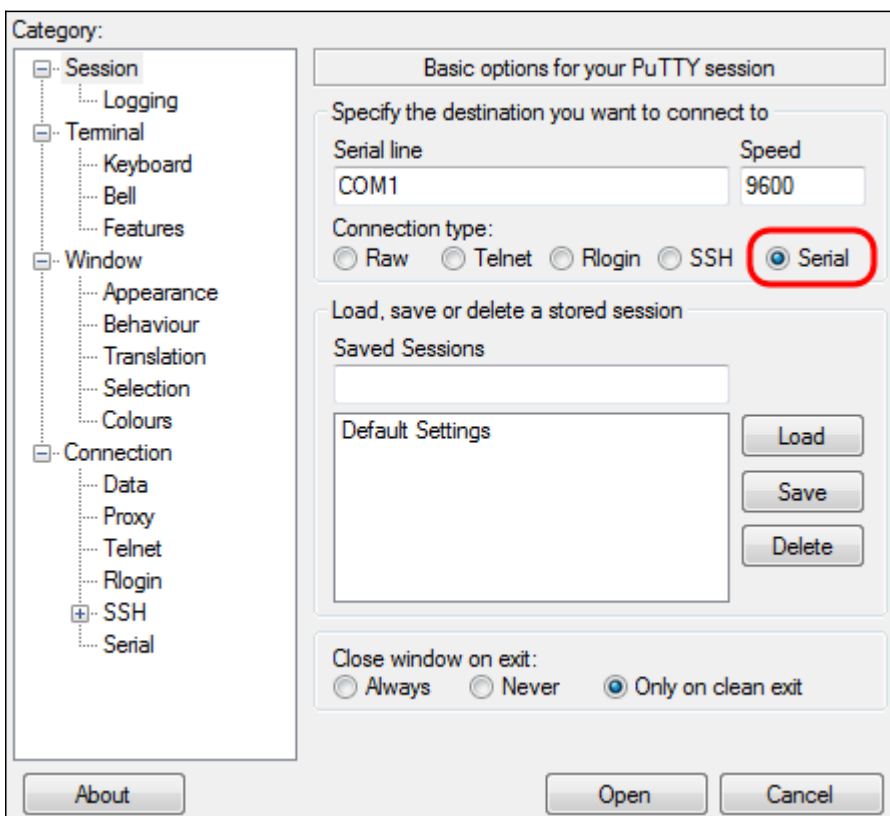 Category:
Session
Logging
Terminal
Keyboard
Bell
Features
Window
Appearance
Behaviour
Translation
Selection
Colours
Connection
Data
Proxy
Telnet
Rlogin
SSH
Serial
Basic options for your PuTTY session
Specify the destination you want to connect to
Serial line Speed
COM1 9600
Connection type:
Raw Telnet Rlogin SSH Serial
Load, save or delete a stored session
Saved Sessions
Default Settings
Load
Save
Delete
Close window on exit:
Always Never Only on clean exit
About Open Cancel